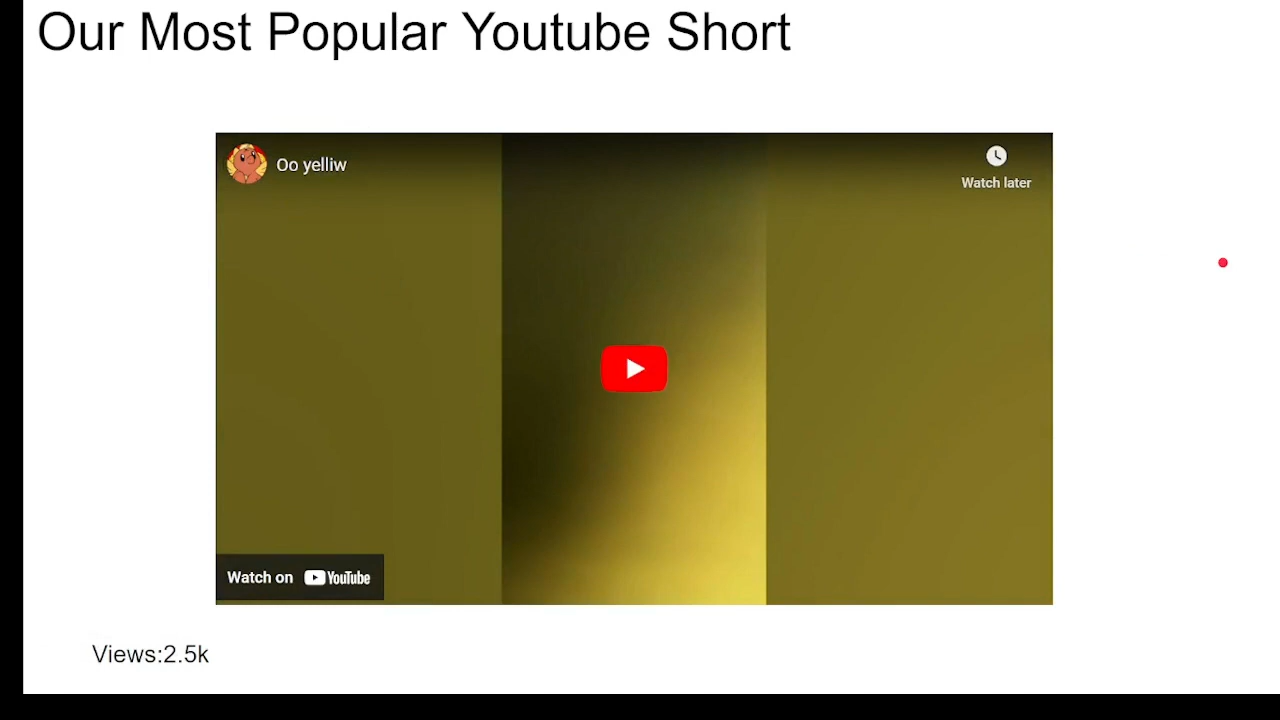 Our Most Popular Youtube Short
Oo yelliw
Watch later
Watch on YouTube
Views:2.5k